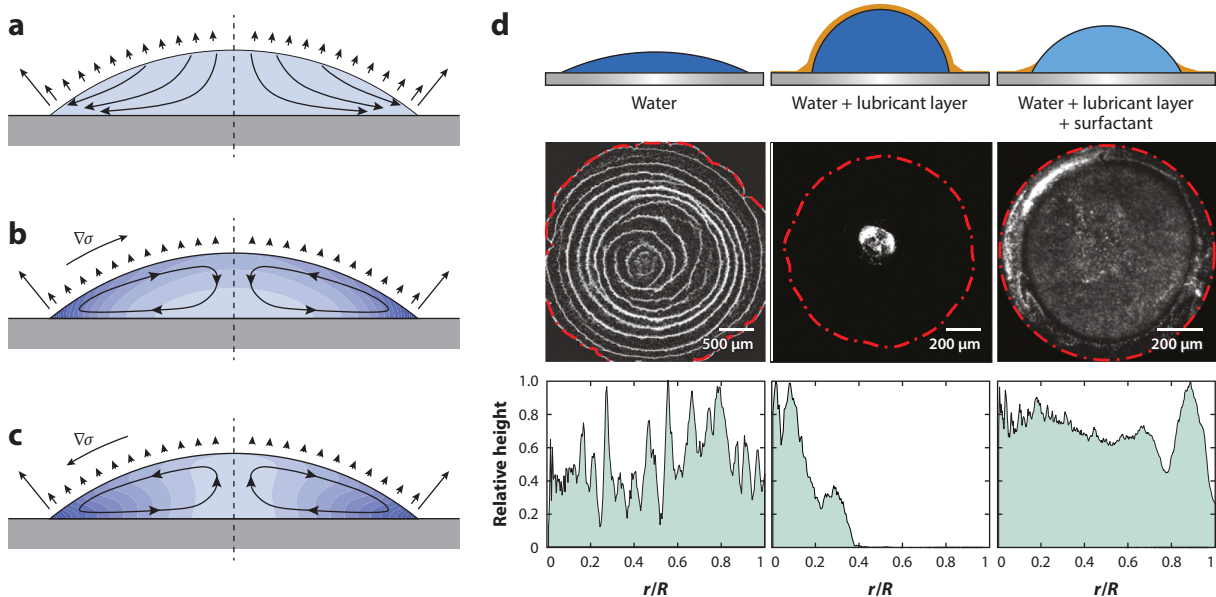 a
b
∇σ
c
∇σ
d
Water
Water + lubricant layer
Water + lubricant layer
+ surfactant
500 μm
200 μm
200 μm
Relative height
1.0
0.8
0.6
0.4
0.2
0
0 0.2 0.4 0.6 0.8 1
0 0.2 0.4 0.6 0.8 1
0 0.2 0.4 0.6 0.8 1
r/R
r/R
r/R